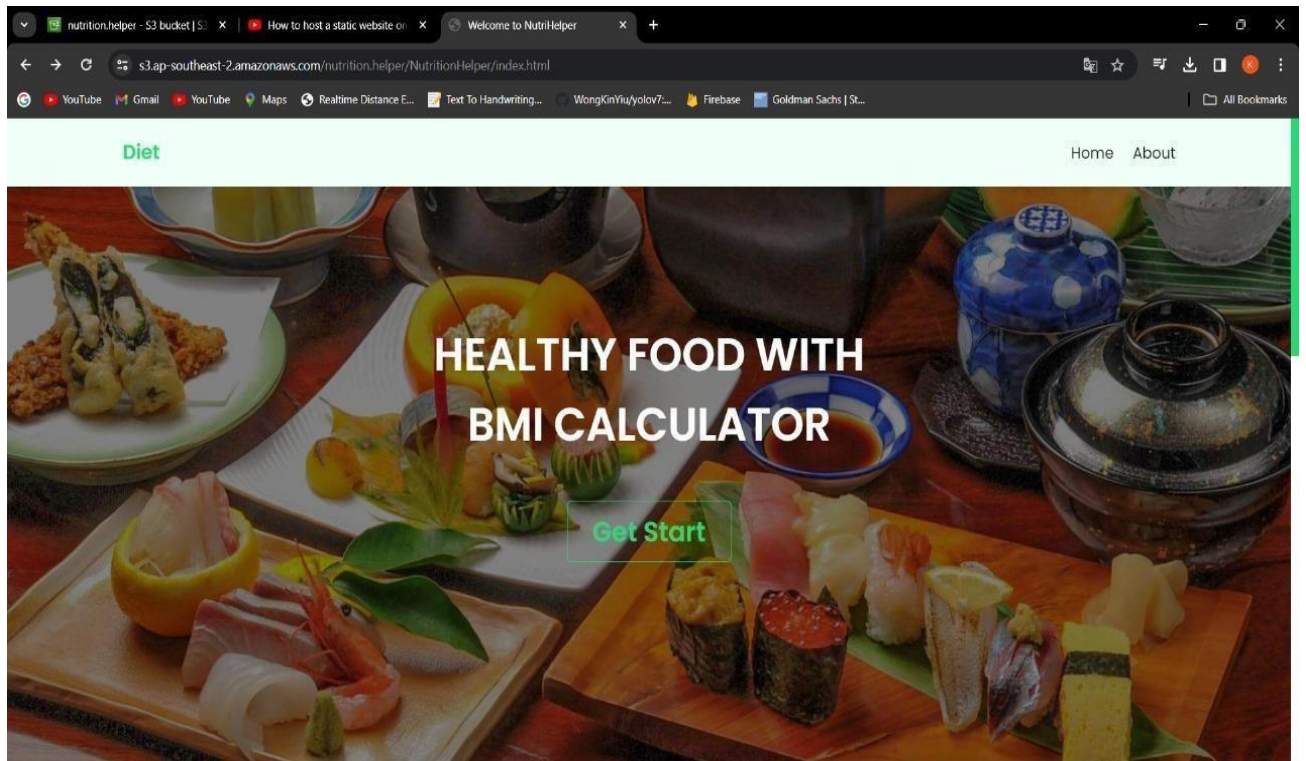 nutrition.helper - S3 bucket | S3
How to host a static website on
Welcome to NutriHelper
s3.ap-southeast-2.amazonaws.com/nutrition.helper/NutritionHelper/index.html
YouTube
Gmail
YouTube
Maps
Realtime Distance E...
Text To Handwriting...
WongKinYiu/yolov7:...
Firebase
Goldman Sachs | St...
All Bookmarks
Diet
Home
About
HEALTHY FOOD WITH
BMI CALCULATOR
Get Start